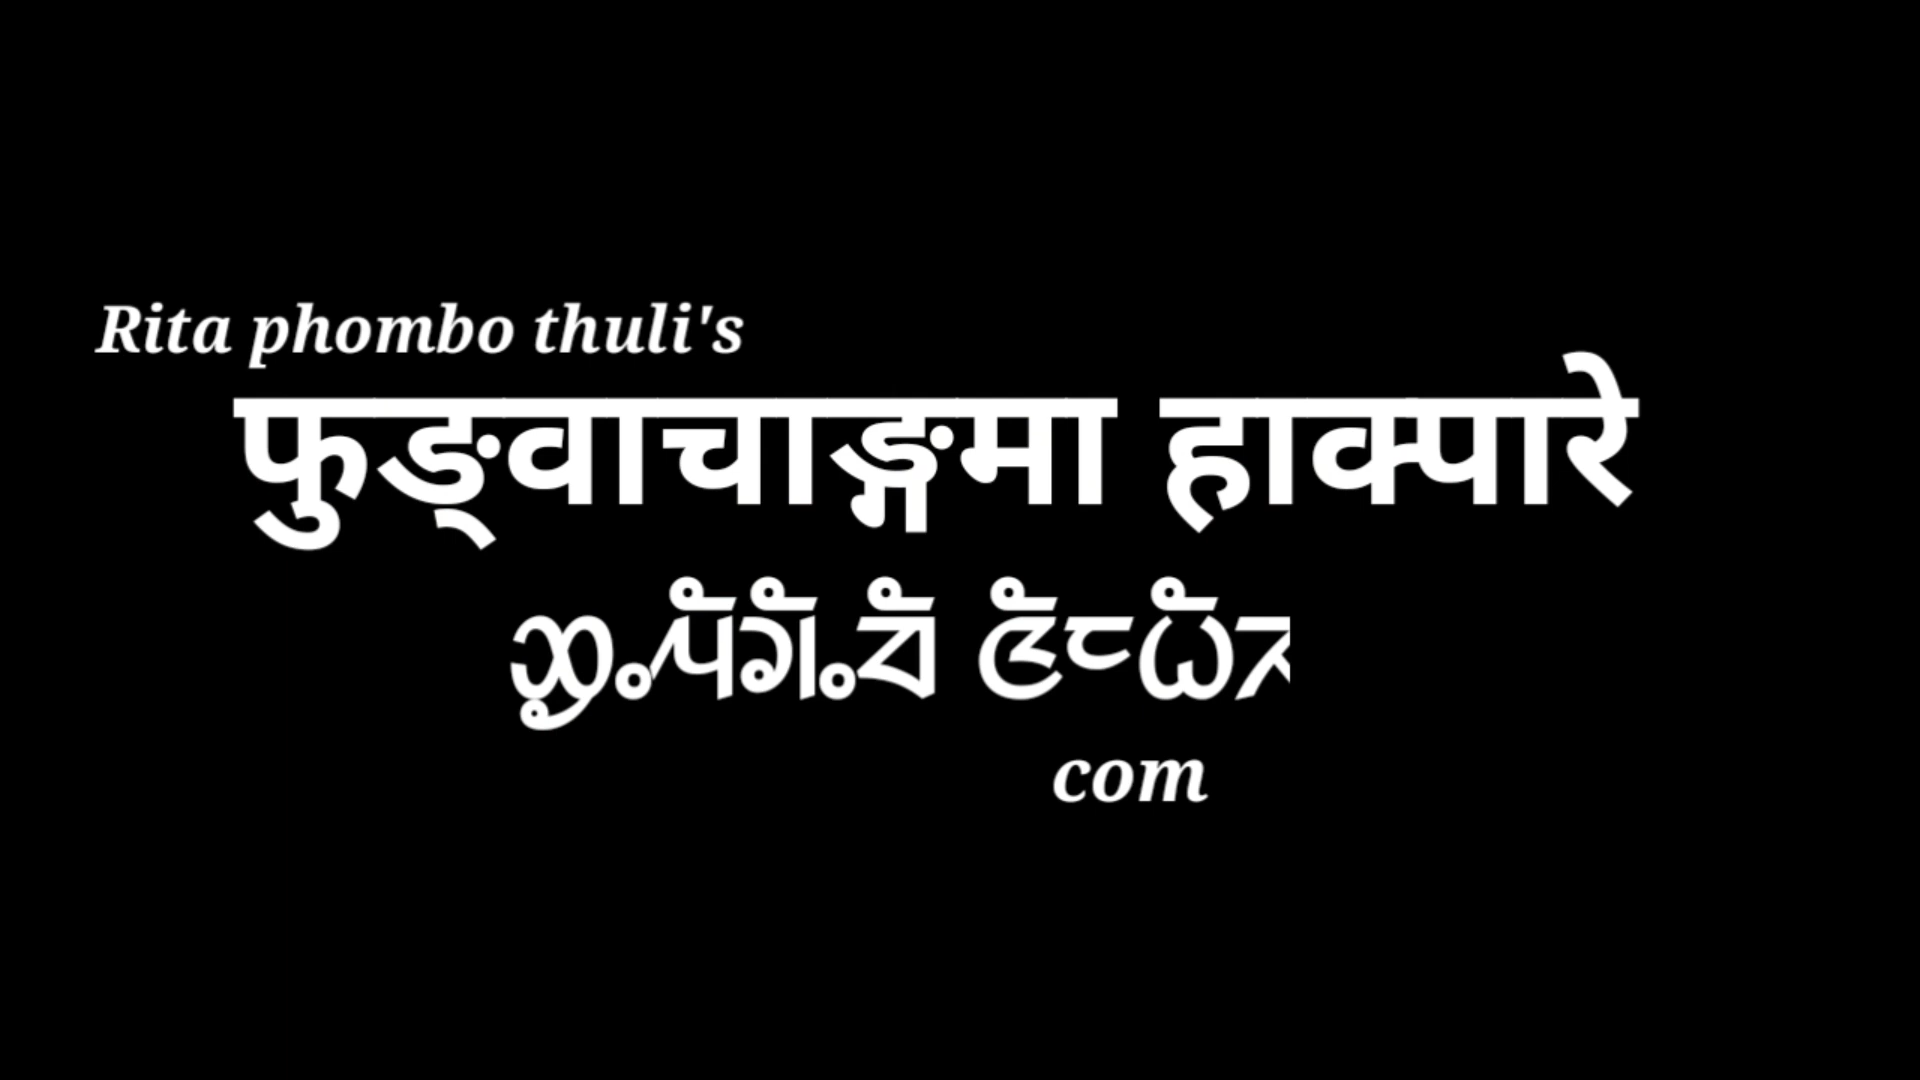 Rita phombo thuli's
फुङ्वाचाङ्गमा हाक्पारे
ᤑᤢᤱᤘᤠᤆᤠᤱᤔᤠ ᤜᤠᤰᤐᤠᤖ
com